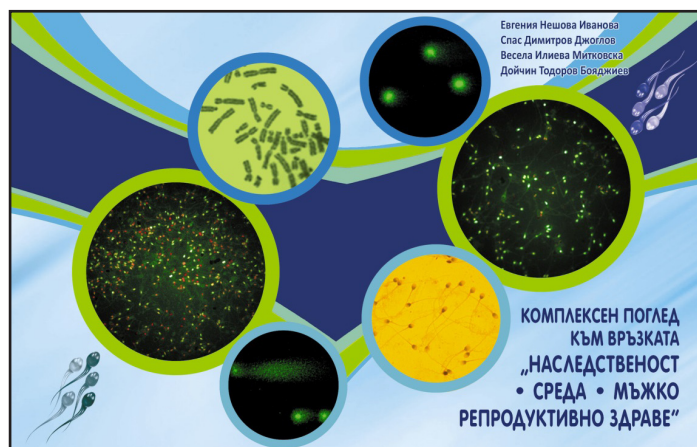 Евгения Нешова Иванова
Спас Димитров Джоглов
Весела Илиева Митковска
Дойчин Тодоров Бояджиев
КОМПЛЕКСЕН ПОГЛЕД
КЪМ ВРЪЗКАТА
„НАСЛЕДСТВЕНОСТ
• СРЕДА • МЪЖКО
РЕПРОДУКТИВНО ЗДРАВЕ“